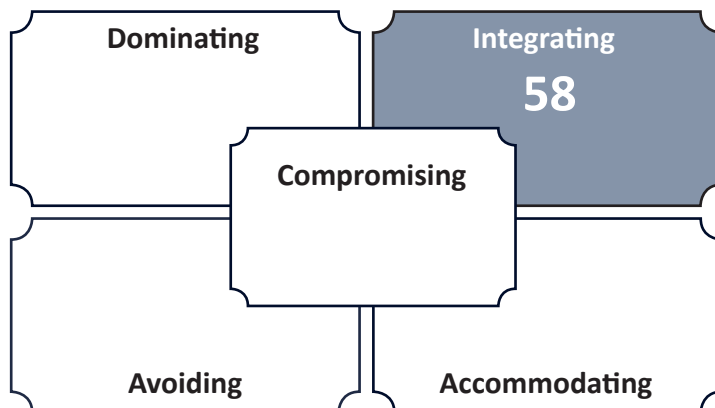 Dominating
Integrating
58
Compromising
Avoiding
Accommodating